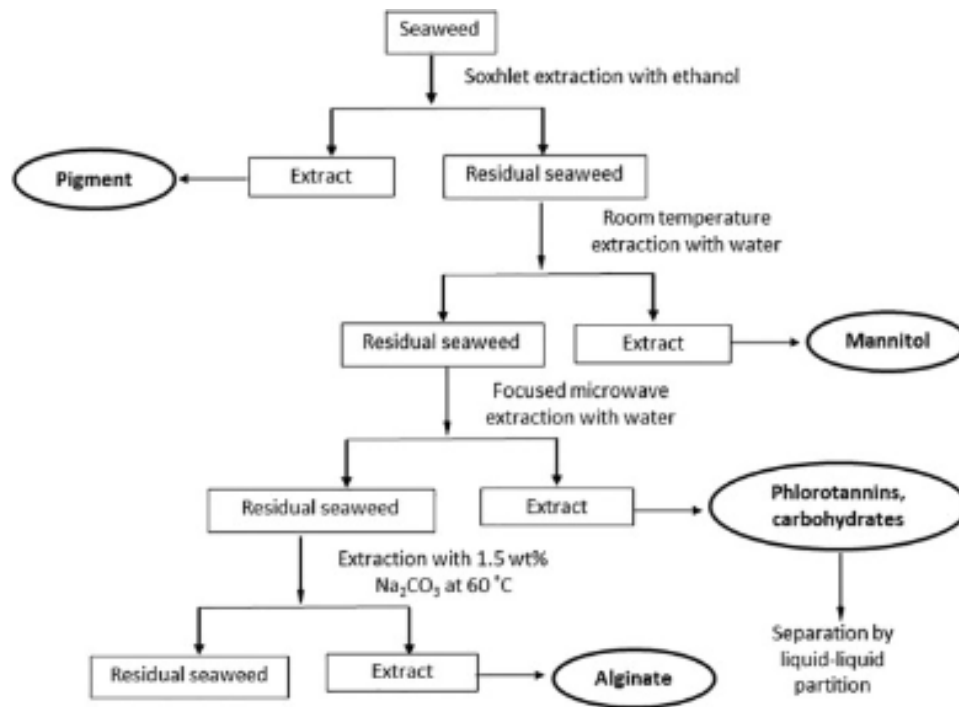 Seaweed
Soxhlet extraction with ethanol
Pigment
Extract
Residual seaweed
Room temperature
extraction with water
Residual seaweed
Extract
Mannitol
Focused microwave
extraction with water
Residual seaweed
Extract
Phlorotannins,
carbohydrates
Extraction with 1.5 wt%
Na₂CO₃ at 60 °C
Separation by
liquid-liquid
partition
Residual seaweed
Extract
Alginate